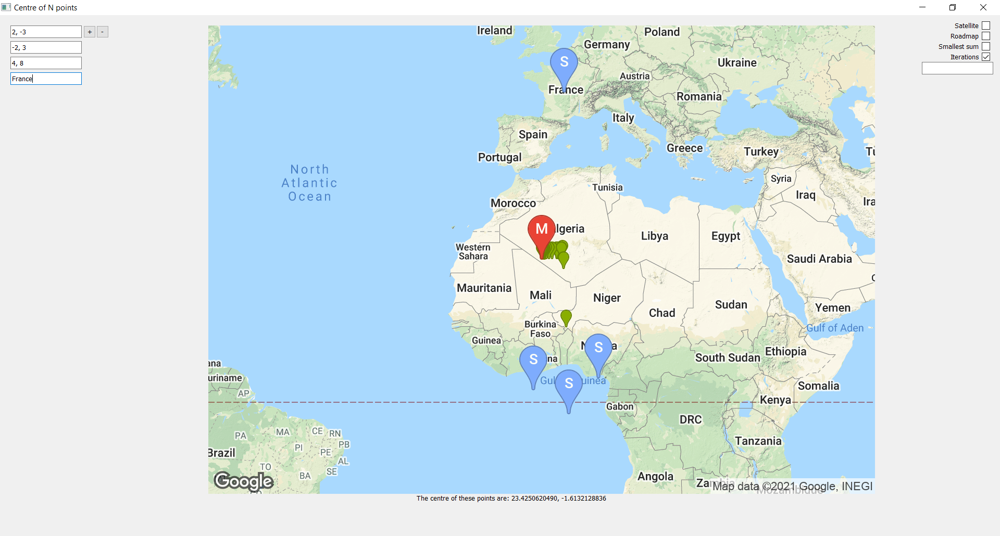 Centre of N points
2, -3
+
-
-2, 3
4, 8
France
Satellite
Roadmap
Smallest sum
Iterations
Ireland
Poland
Germany
Ukraine
S
Austria
France
Romania
Italy
Spain
Greece
Turkey
Portugal
North
Atlantic
Ocean
Syria
Tunisia
Iraq
Morocco
M
lgeria
Libya
Egypt
Western
Sahara
Saudi Arabia
Mauritania
Mali
Niger
Sudan
Yemen
Chad
Burkina
Faso
Gulf of Aden
Guinea
S
Ethiopia
S
na
South Sudan
ana
uriname
S
uinea
Somalia
AP
Kenya
Gabon
DRC
PA
MA
CE
RN
Tanzania
PI
PB
Brazil
PE
AL
TO
SE
BA
Angola
Google
Map data ©2021 Google, INEGI
The centre of these points are: 23.4250620490, -1.6132128836